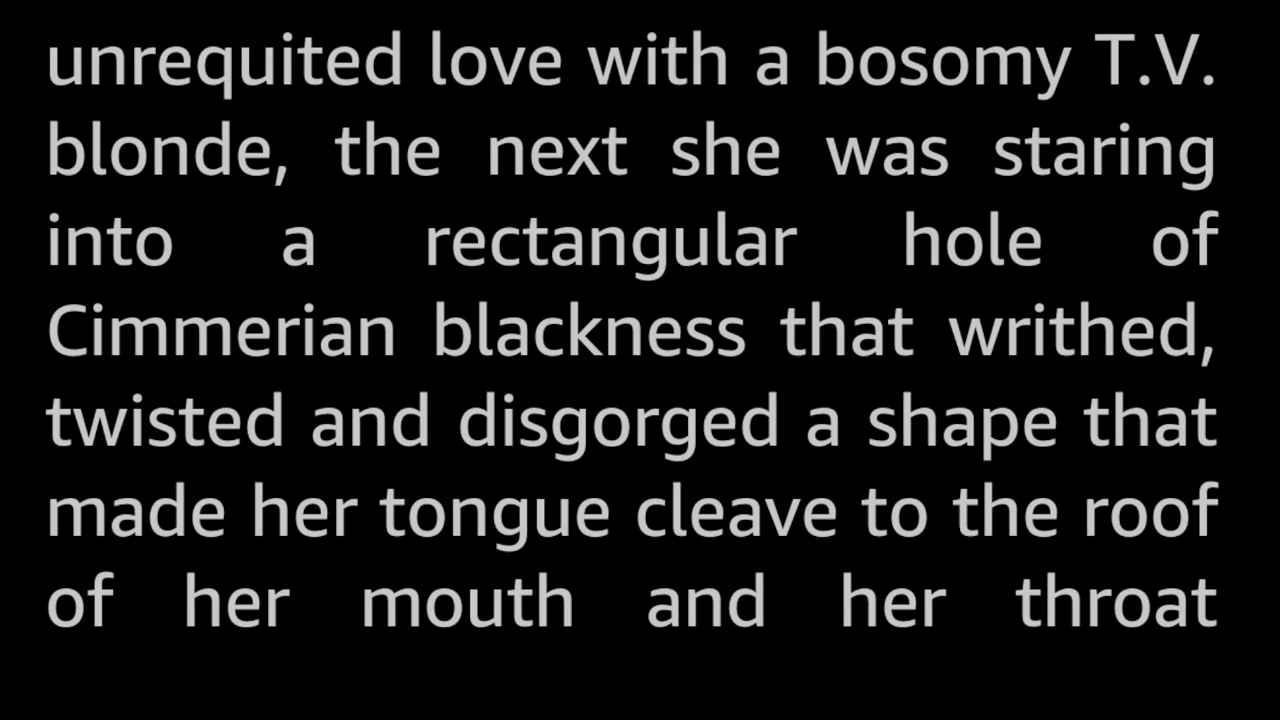 unrequited love with a bosomy T.V.
blonde, the next she was staring
into a rectangular hole of
Cimmerian blackness that writhed,
twisted and disgorged a shape that
made her tongue cleave to the roof
of her mouth and her throat